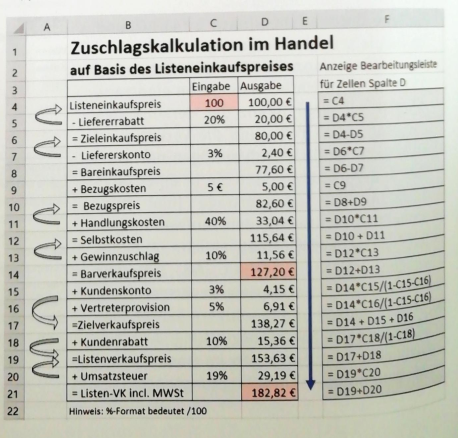 A B C D E F
1 Zuschlagskalkulation im Handel
2 auf Basis des Listeneinkaufspreises Anzeige Bearbeitungsleiste
3 Eingabe Ausgabe für Zellen Spalte D
4 Listeneinkaufspreis 100 100,00 € = C4
5 - Liefererrabatt 20% 20,00 € = D4*C5
6 = Zieleinkaufspreis 80,00 € = D4-D5
7 - Liefererskonto 3% 2,40 € = D6*C7
8 = Bareinkaufspreis 77,60 € = D6-D7
9 + Bezugskosten 5 € 5,00 € = C9
10 = Bezugspreis 82,60 € = D8+D9
11 + Handlungskosten 40% 33,04 € = D10*C11
12 = Selbstkosten 115,64 € = D10 + D11
13 + Gewinnzuschlag 10% 11,56 € = D12*C13
14 = Barverkaufspreis 127,20 € = D12+D13
15 + Kundenskonto 3% 4,15 € = D14*C15/(1-C15-C16)
16 + Vertreterprovision 5% 6,91 € = D14*C16/(1-C15-C16)
17 =Zielverkaufspreis 138,27 € = D14 + D15 + D16
18 + Kundenrabatt 10% 15,36 € = D17*C18/(1-C18)
19 =Listenverkaufspreis 153,63 € = D17+D18
20 + Umsatzsteuer 19% 29,19 € = D19*C20
21 = Listen-VK incl. MWSt 182,82 € = D19+D20
22 Hinweis: %-Format bedeutet /100